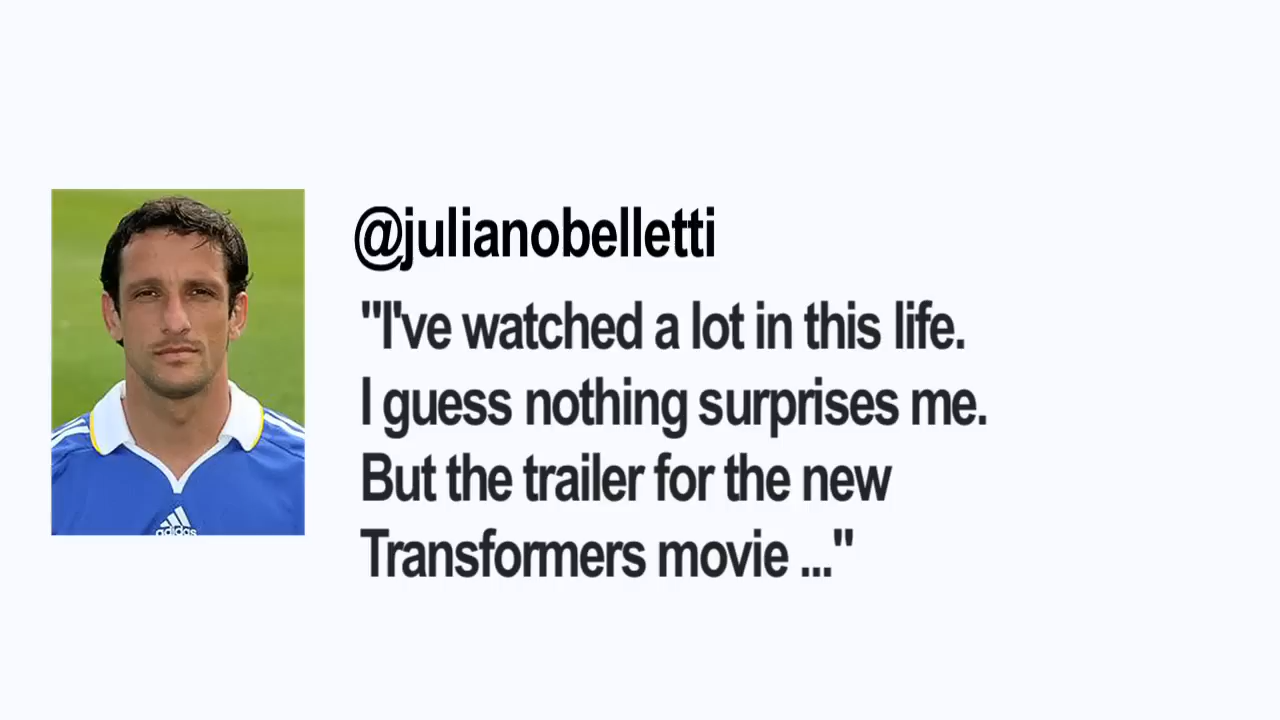 @julianobelletti
"I've watched a lot in this life.
I guess nothing surprises me.
But the trailer for the new
Transformers movie ..."
adidas